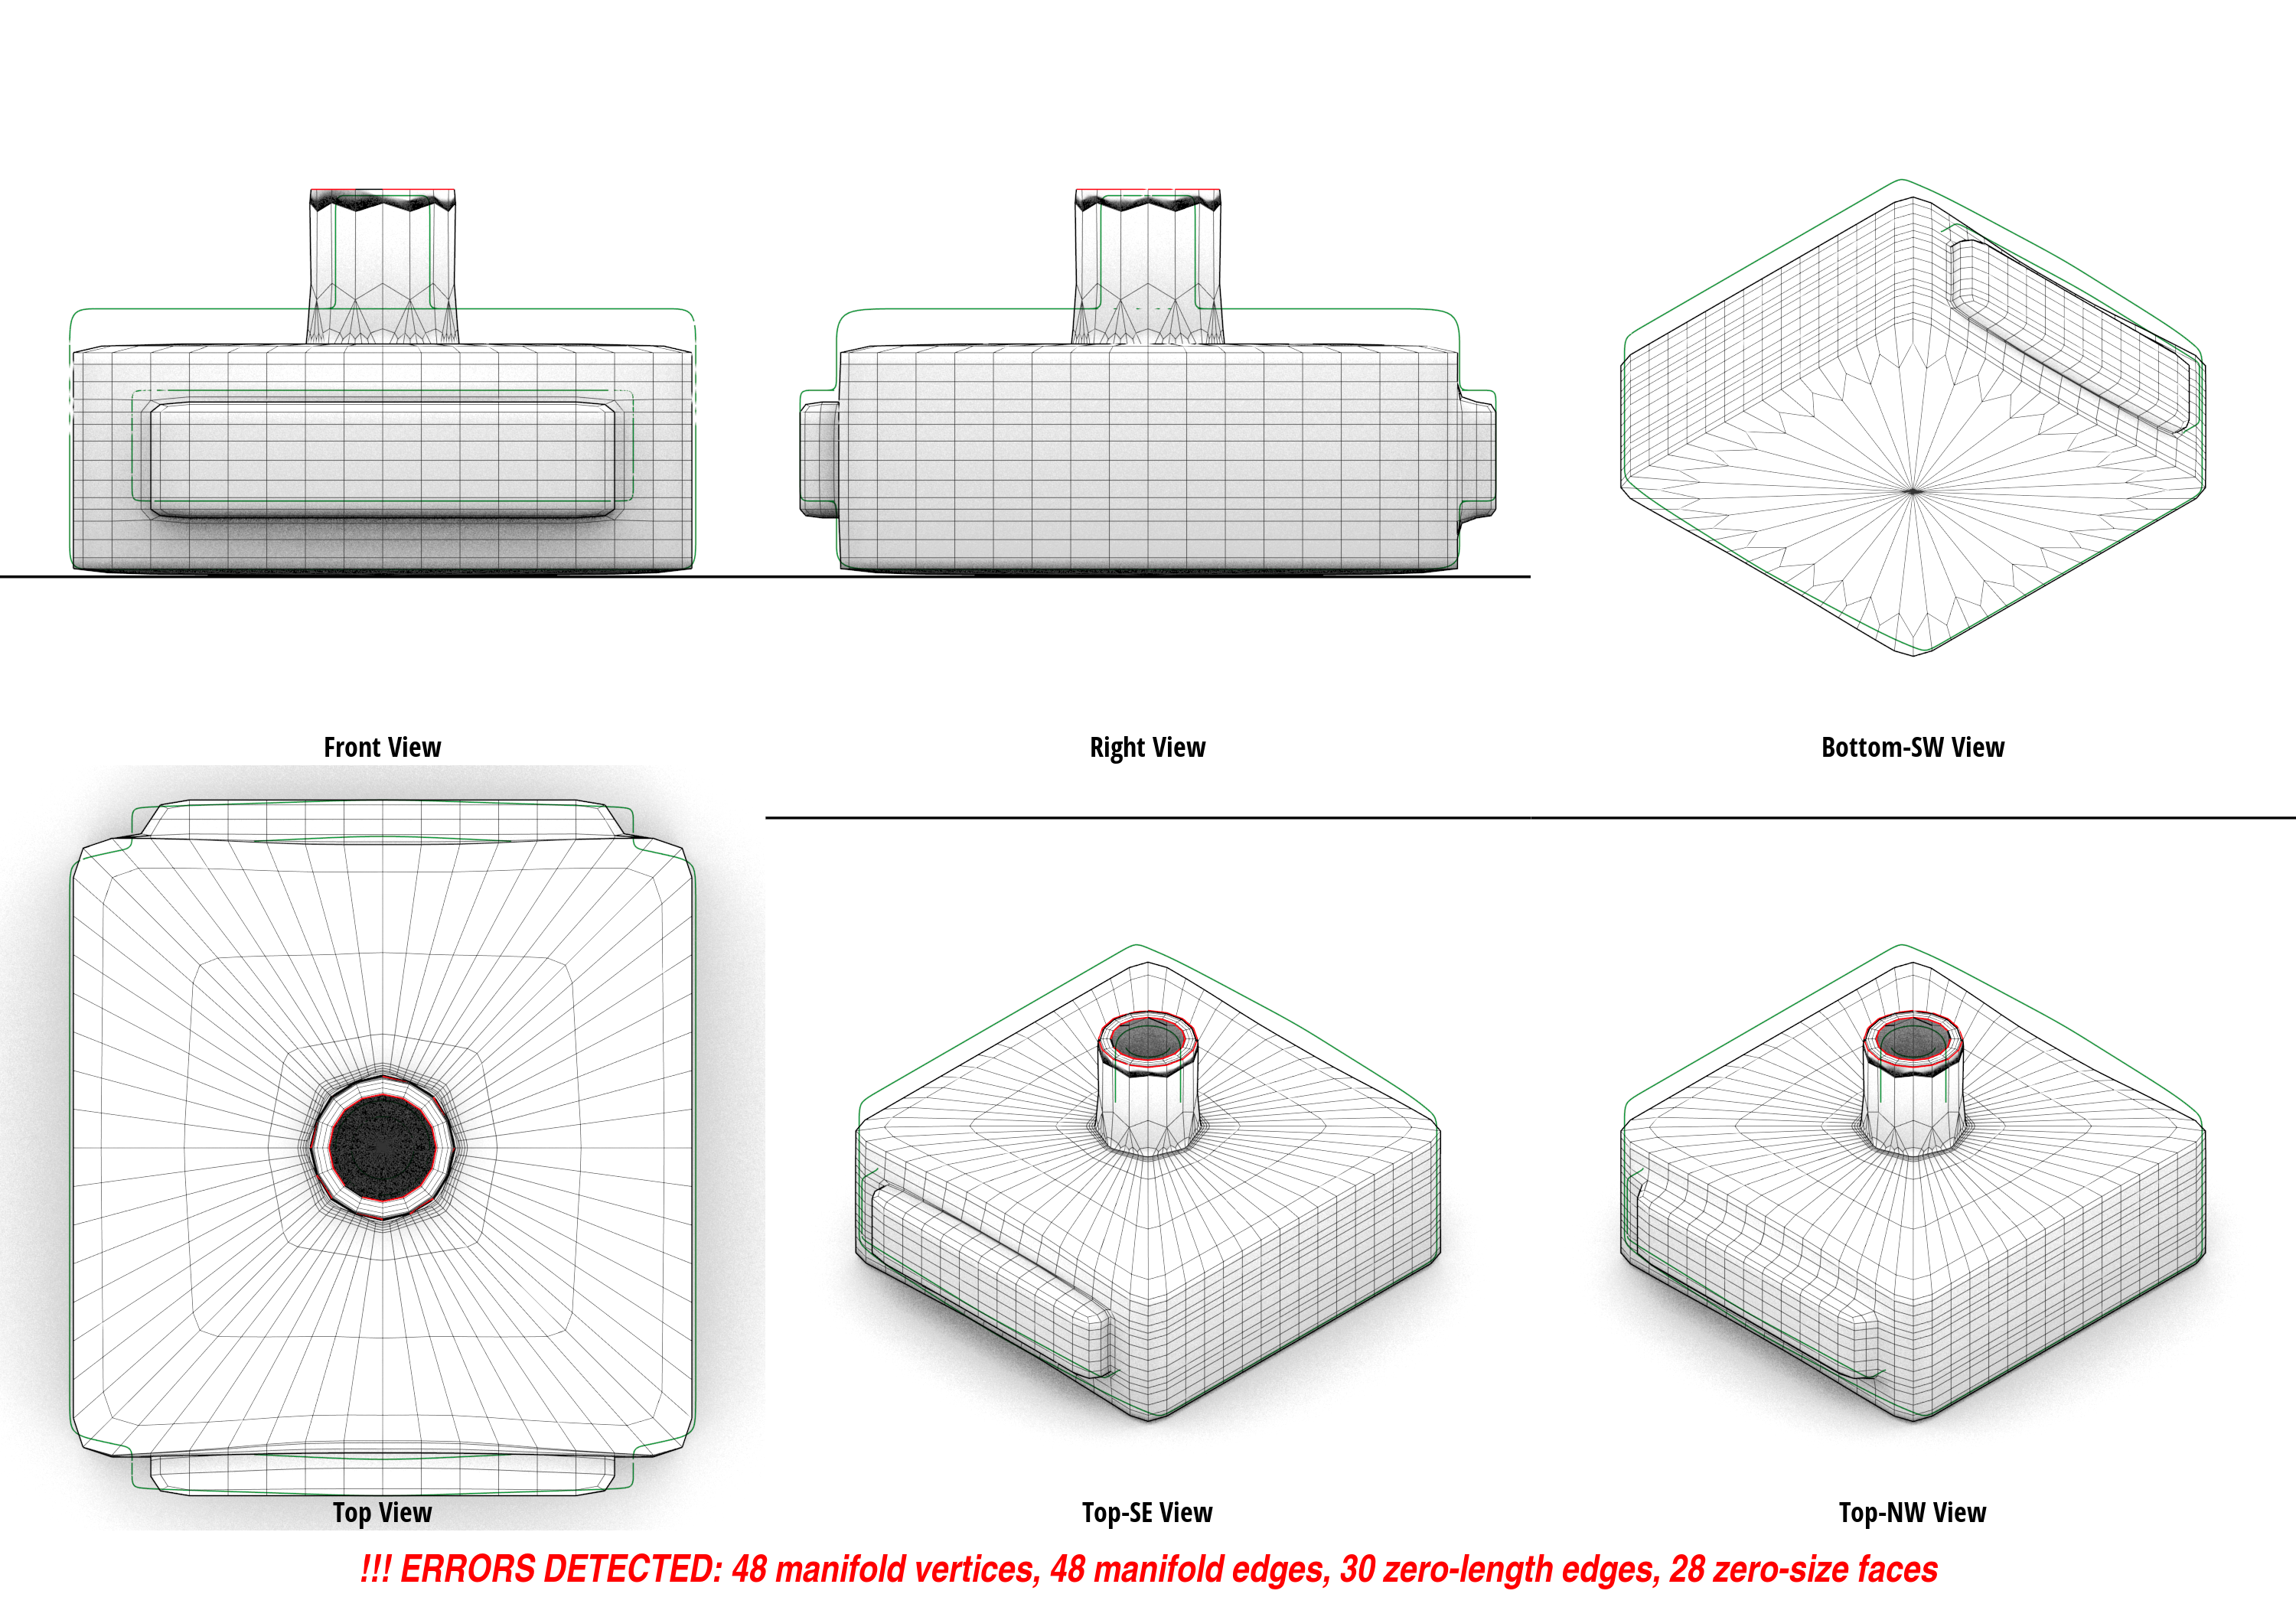 Front View
Right View
Bottom-SW View
Top View
Top-SE View
Top-NW View
!!! ERRORS DETECTED: 48 manifold vertices, 48 manifold edges, 30 zero-length edges, 28 zero-size faces